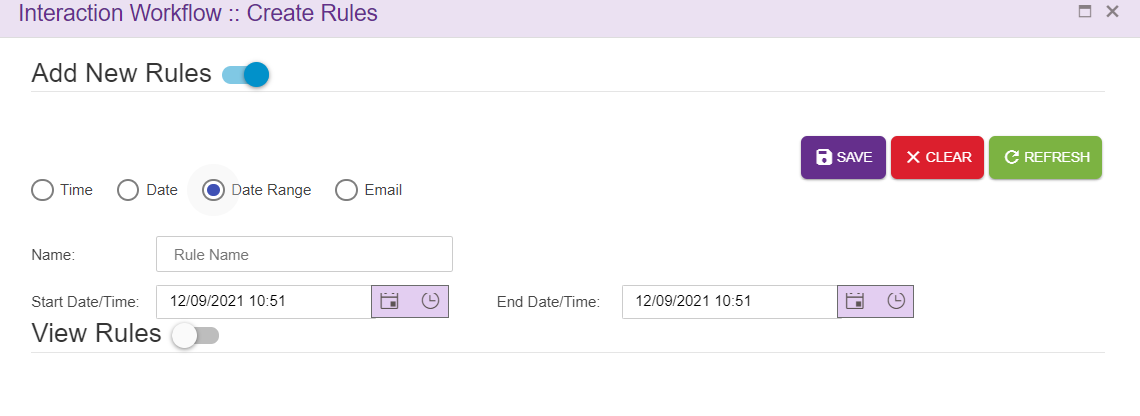 Interaction Workflow :: Create Rules
Add New Rules
SAVE CLEAR REFRESH
Time Date Date Range Email
Name: Rule Name
Start Date/Time: 12/09/2021 10:51 End Date/Time: 12/09/2021 10:51
View Rules